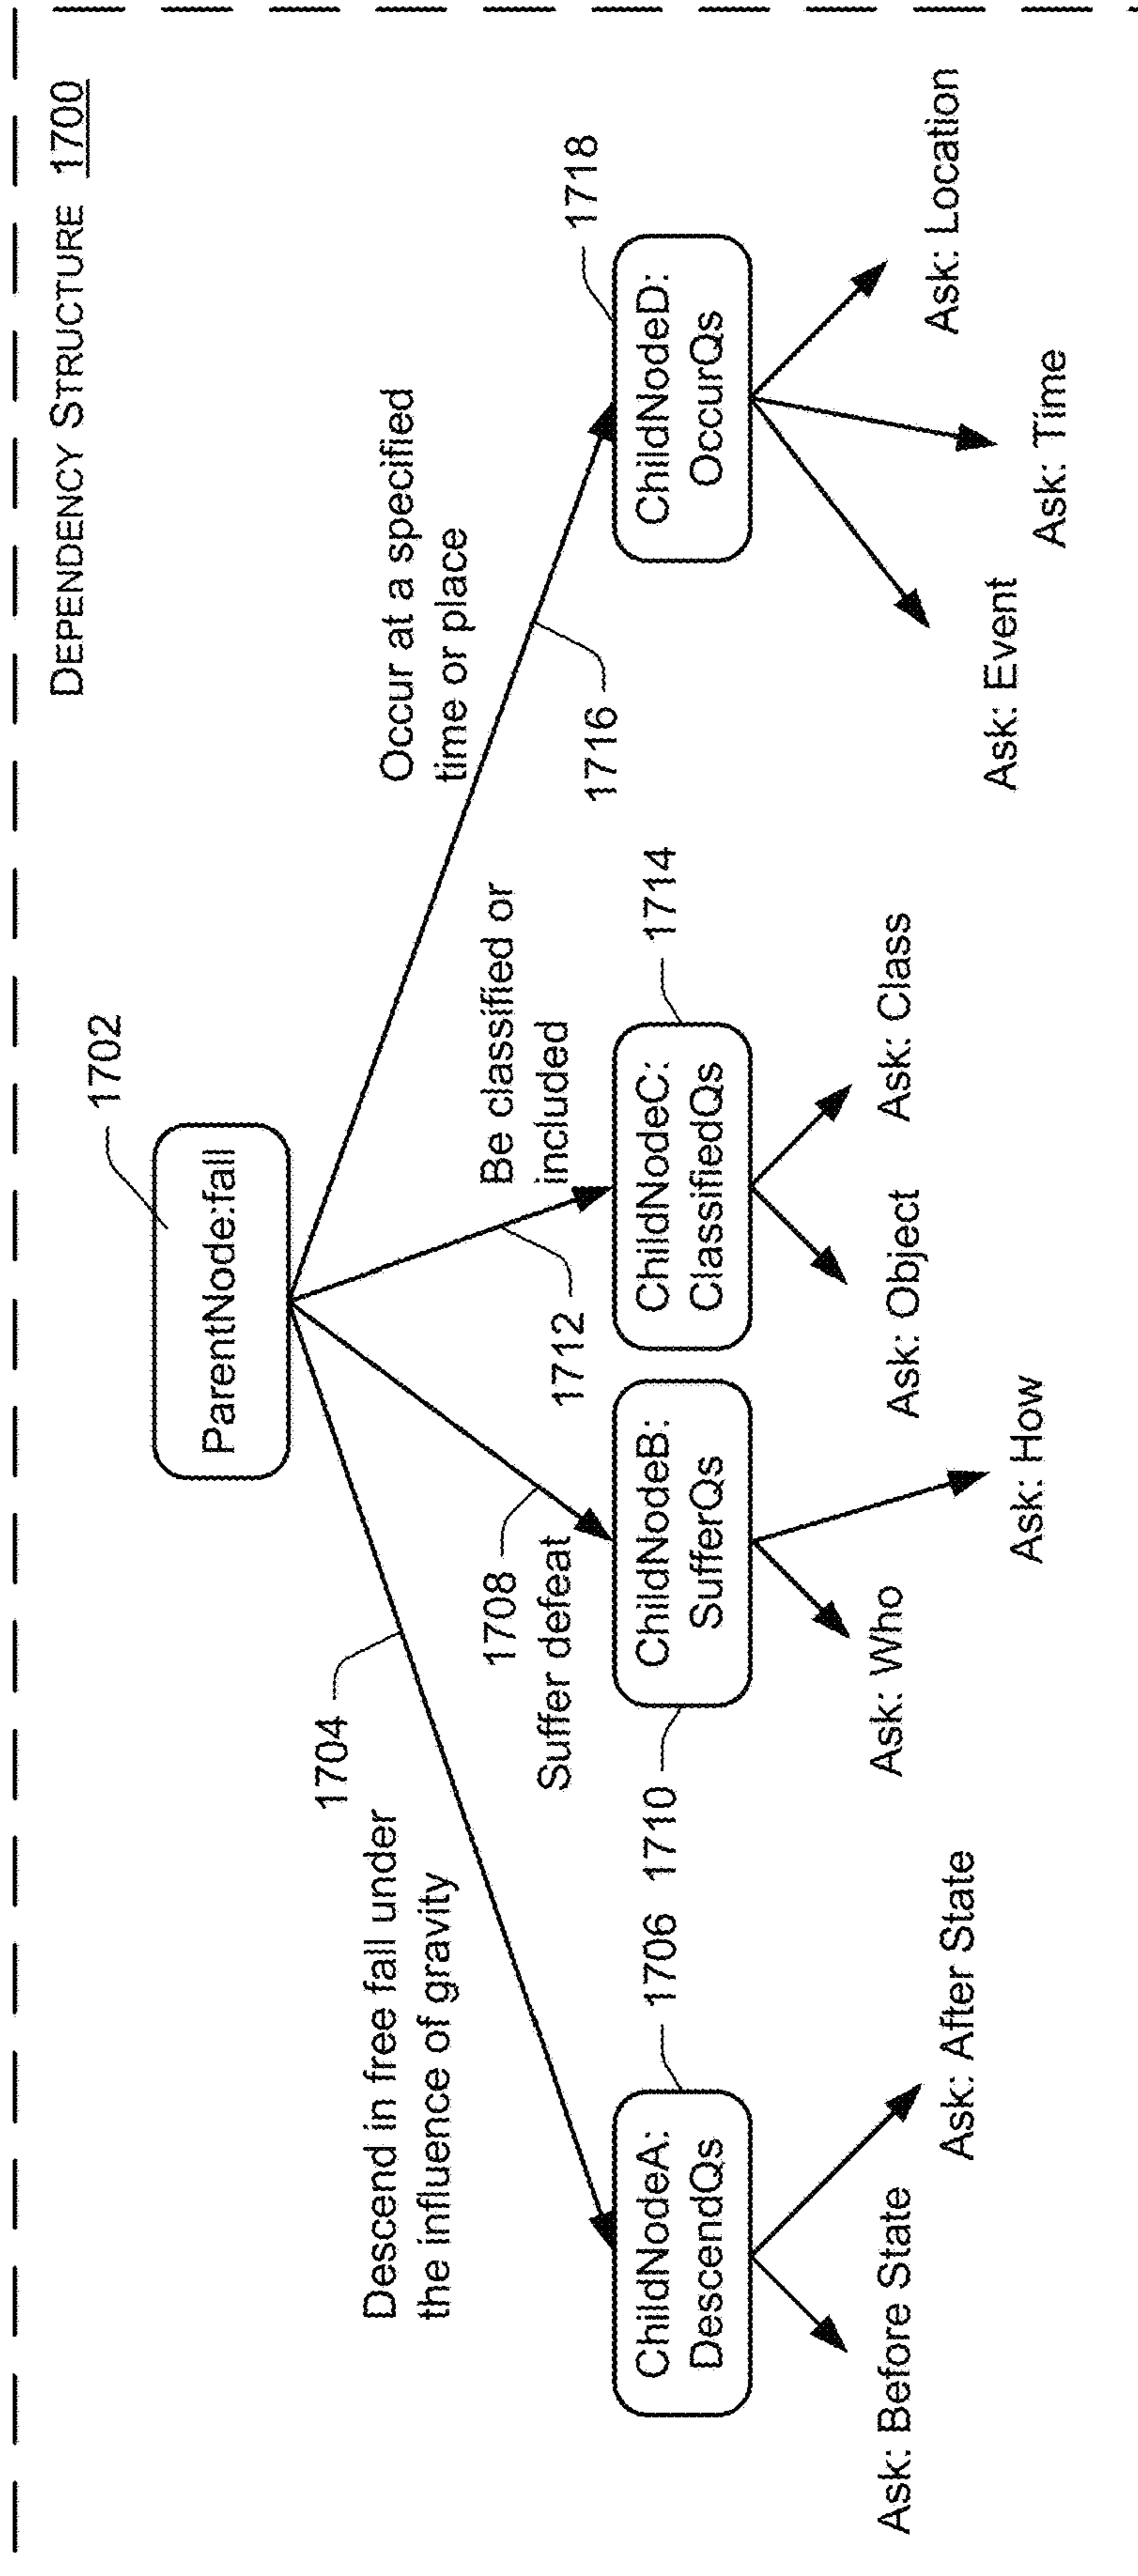 DEPENDENCY STRUCTURE 1700
1702
ParentNode:fall
1704
Descend in free fall under
the influence of gravity
1708
Suffer defeat
1712
Be classified or
included
Occur at a specified
time or place
1716
1706
ChildNodeA:
DescendQs
1710
ChildNodeB:
SufferQs
1714
ChildNodeC:
ClassifiedQs
1718
ChildNodeD:
OccurQs
Ask: Before State
Ask: After State
Ask: Who
Ask: How
Ask: Object
Ask: Class
Ask: Event
Ask: Time
Ask: Location